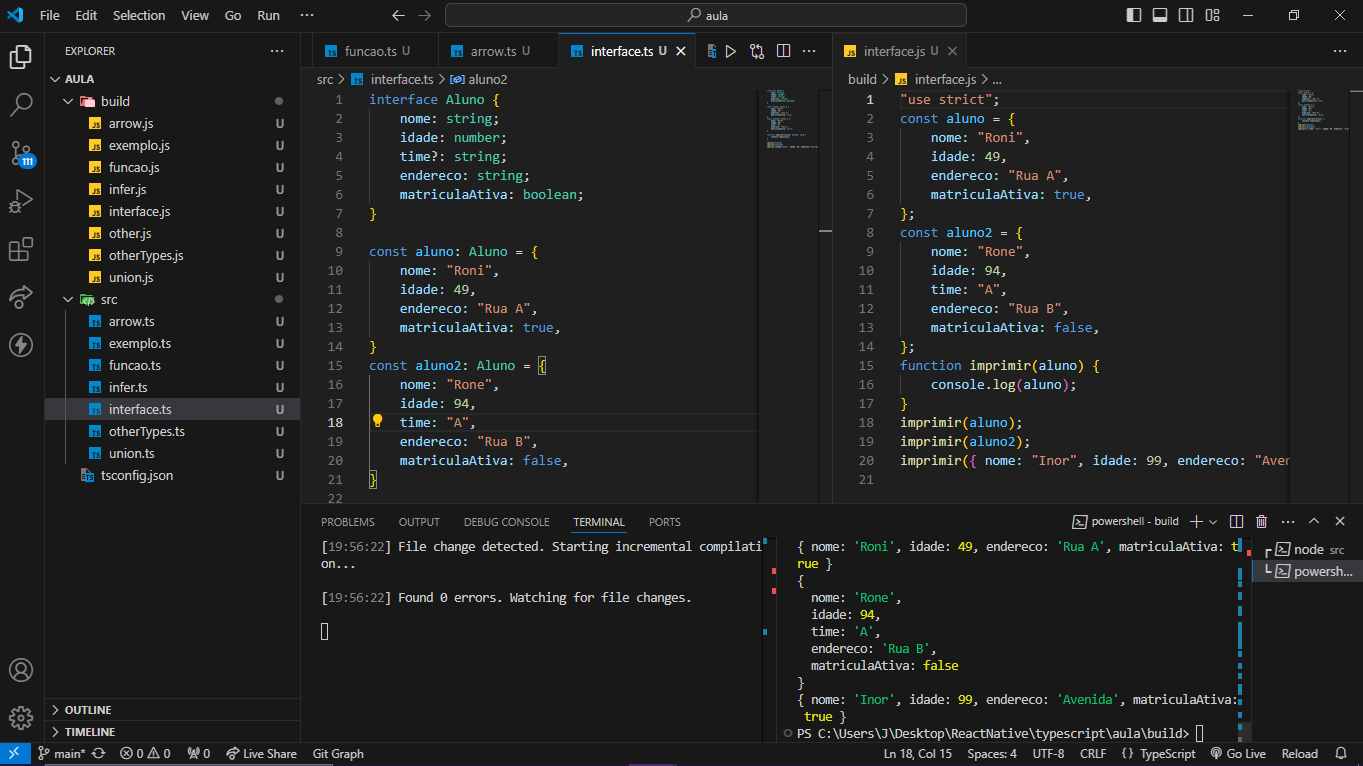 File Edit Selection View Go Run ··· aula
EXPLORER ···
AULA
build
arrow.js U
exemplo.js U
funcao.js U
infer.js U
interface.js U
other.js U
otherTypes.js U
union.js U
src
arrow.ts U
exemplo.ts U
funcao.ts U
infer.ts U
interface.ts U
otherTypes.ts U
union.ts U
tsconfig.json U
OUTLINE
TIMELINE
111
funcao.ts U arrow.ts U interface.ts U
src > interface.ts > aluno2
1 interface Aluno {
2 nome: string;
3 idade: number;
4 time?: string;
5 endereco: string;
6 matriculaAtiva: boolean;
7 }
8
9 const aluno: Aluno = {
10 nome: "Roni",
11 idade: 49,
12 endereco: "Rua A",
13 matriculaAtiva: true,
14 }
15 const aluno2: Aluno = {
16 nome: "Rone",
17 idade: 94,
18 time: "A",
19 endereco: "Rua B",
20 matriculaAtiva: false,
21 }
22
interface.js U
build > interface.js > ...
1 "use strict";
2 const aluno = {
3 nome: "Roni",
4 idade: 49,
5 endereco: "Rua A",
6 matriculaAtiva: true,
7 };
8 const aluno2 = {
9 nome: "Rone",
10 idade: 94,
11 time: "A",
12 endereco: "Rua B",
13 matriculaAtiva: false,
14 };
15 function imprimir(aluno) {
16 console.log(aluno);
17 }
18 imprimir(aluno);
19 imprimir(aluno2);
20 imprimir({ nome: "Inor", idade: 99, endereco: "Aven
21
PROBLEMS OUTPUT DEBUG CONSOLE TERMINAL PORTS powershell - build
[19:56:22] File change detected. Starting incremental compilati
on...
[19:56:22] Found 0 errors. Watching for file changes.
{ nome: 'Roni', idade: 49, endereco: 'Rua A', matriculaAtiva: t
rue }
{
nome: 'Rone',
idade: 94,
time: 'A',
endereco: 'Rua B',
matriculaAtiva: false
}
{ nome: 'Inor', idade: 99, endereco: 'Avenida', matriculaAtiva:
true }
PS C:\Users\J\Desktop\ReactNative\typescript\aula\build>
node src
powersh...
main* 0 0 0 Live Share Git Graph Ln 18, Col 15 Spaces: 4 UTF-8 CRLF {} TypeScript Go Live Reload